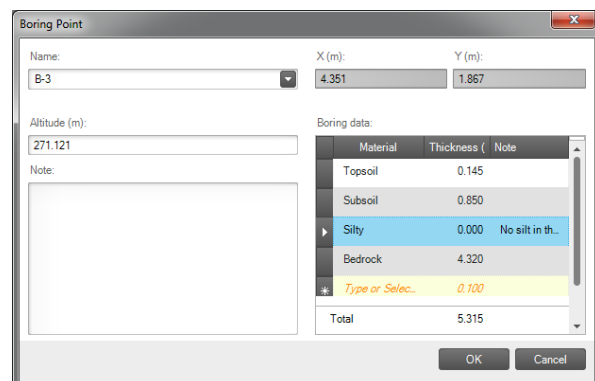 Boring Point
Name:
B-3
X (m):
4.351
Y (m):
1.867
Altitude (m):
271.121
Note:
Boring data:
Material Thickness ( Note
Topsoil 0.145
Subsoil 0.850
Silty 0.000 No silt in th...
Bedrock 4.320
Type or Selec... 0.100
Total 5.315
OK Cancel